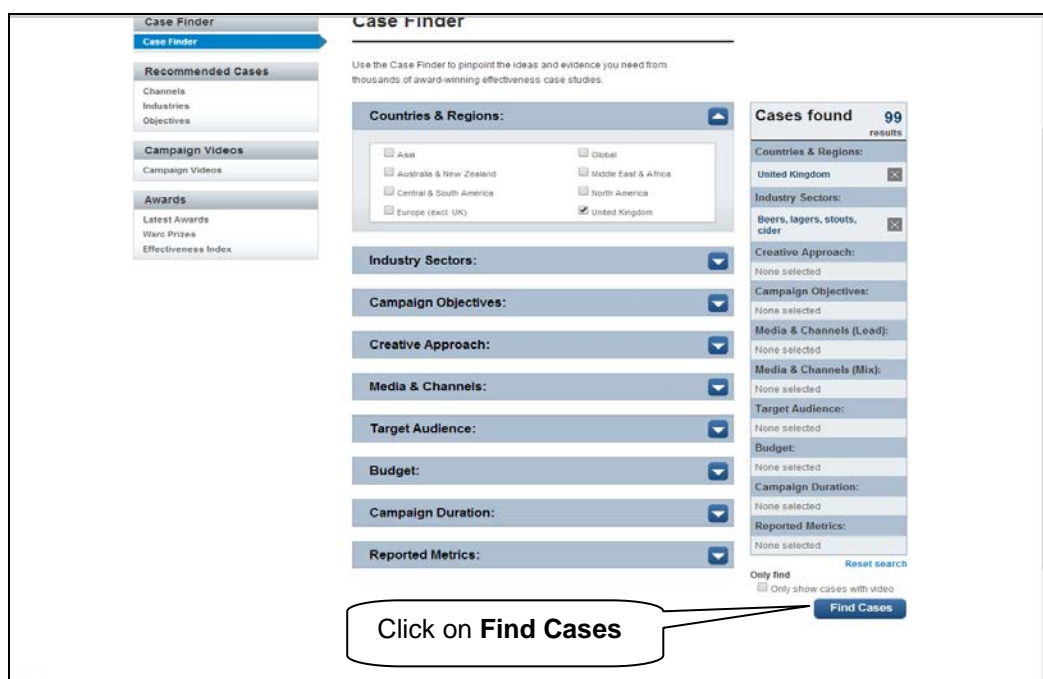 Case Finder
Case Finder
Recommended Cases
Channels
Industries
Objectives
Campaign Videos
Campaign Videos
Awards
Latest Awards
Warc Prizes
Effectiveness Index
Case Finder
Use the Case Finder to pinpoint the ideas and evidence you need from
thousands of award-winning effectiveness case studies.
Countries & Regions:
Asia
Global
Australia & New Zealand
Middle East & Africa
Central & South America
North America
Europe (excl. UK)
United Kingdom
Industry Sectors:
Campaign Objectives:
Creative Approach:
Media & Channels:
Target Audience:
Budget:
Campaign Duration:
Reported Metrics:
Cases found 99
results
Countries & Regions:
United Kingdom
Industry Sectors:
Beers, lagers, stouts,
cider
Creative Approach:
None selected
Campaign Objectives:
None selected
Media & Channels (Lead):
None selected
Media & Channels (Mix):
None selected
Target Audience:
None selected
Budget:
None selected
Campaign Duration:
None selected
Reported Metrics:
None selected
Reset search
Only find
Only show cases with video
Find Cases
Click on Find Cases